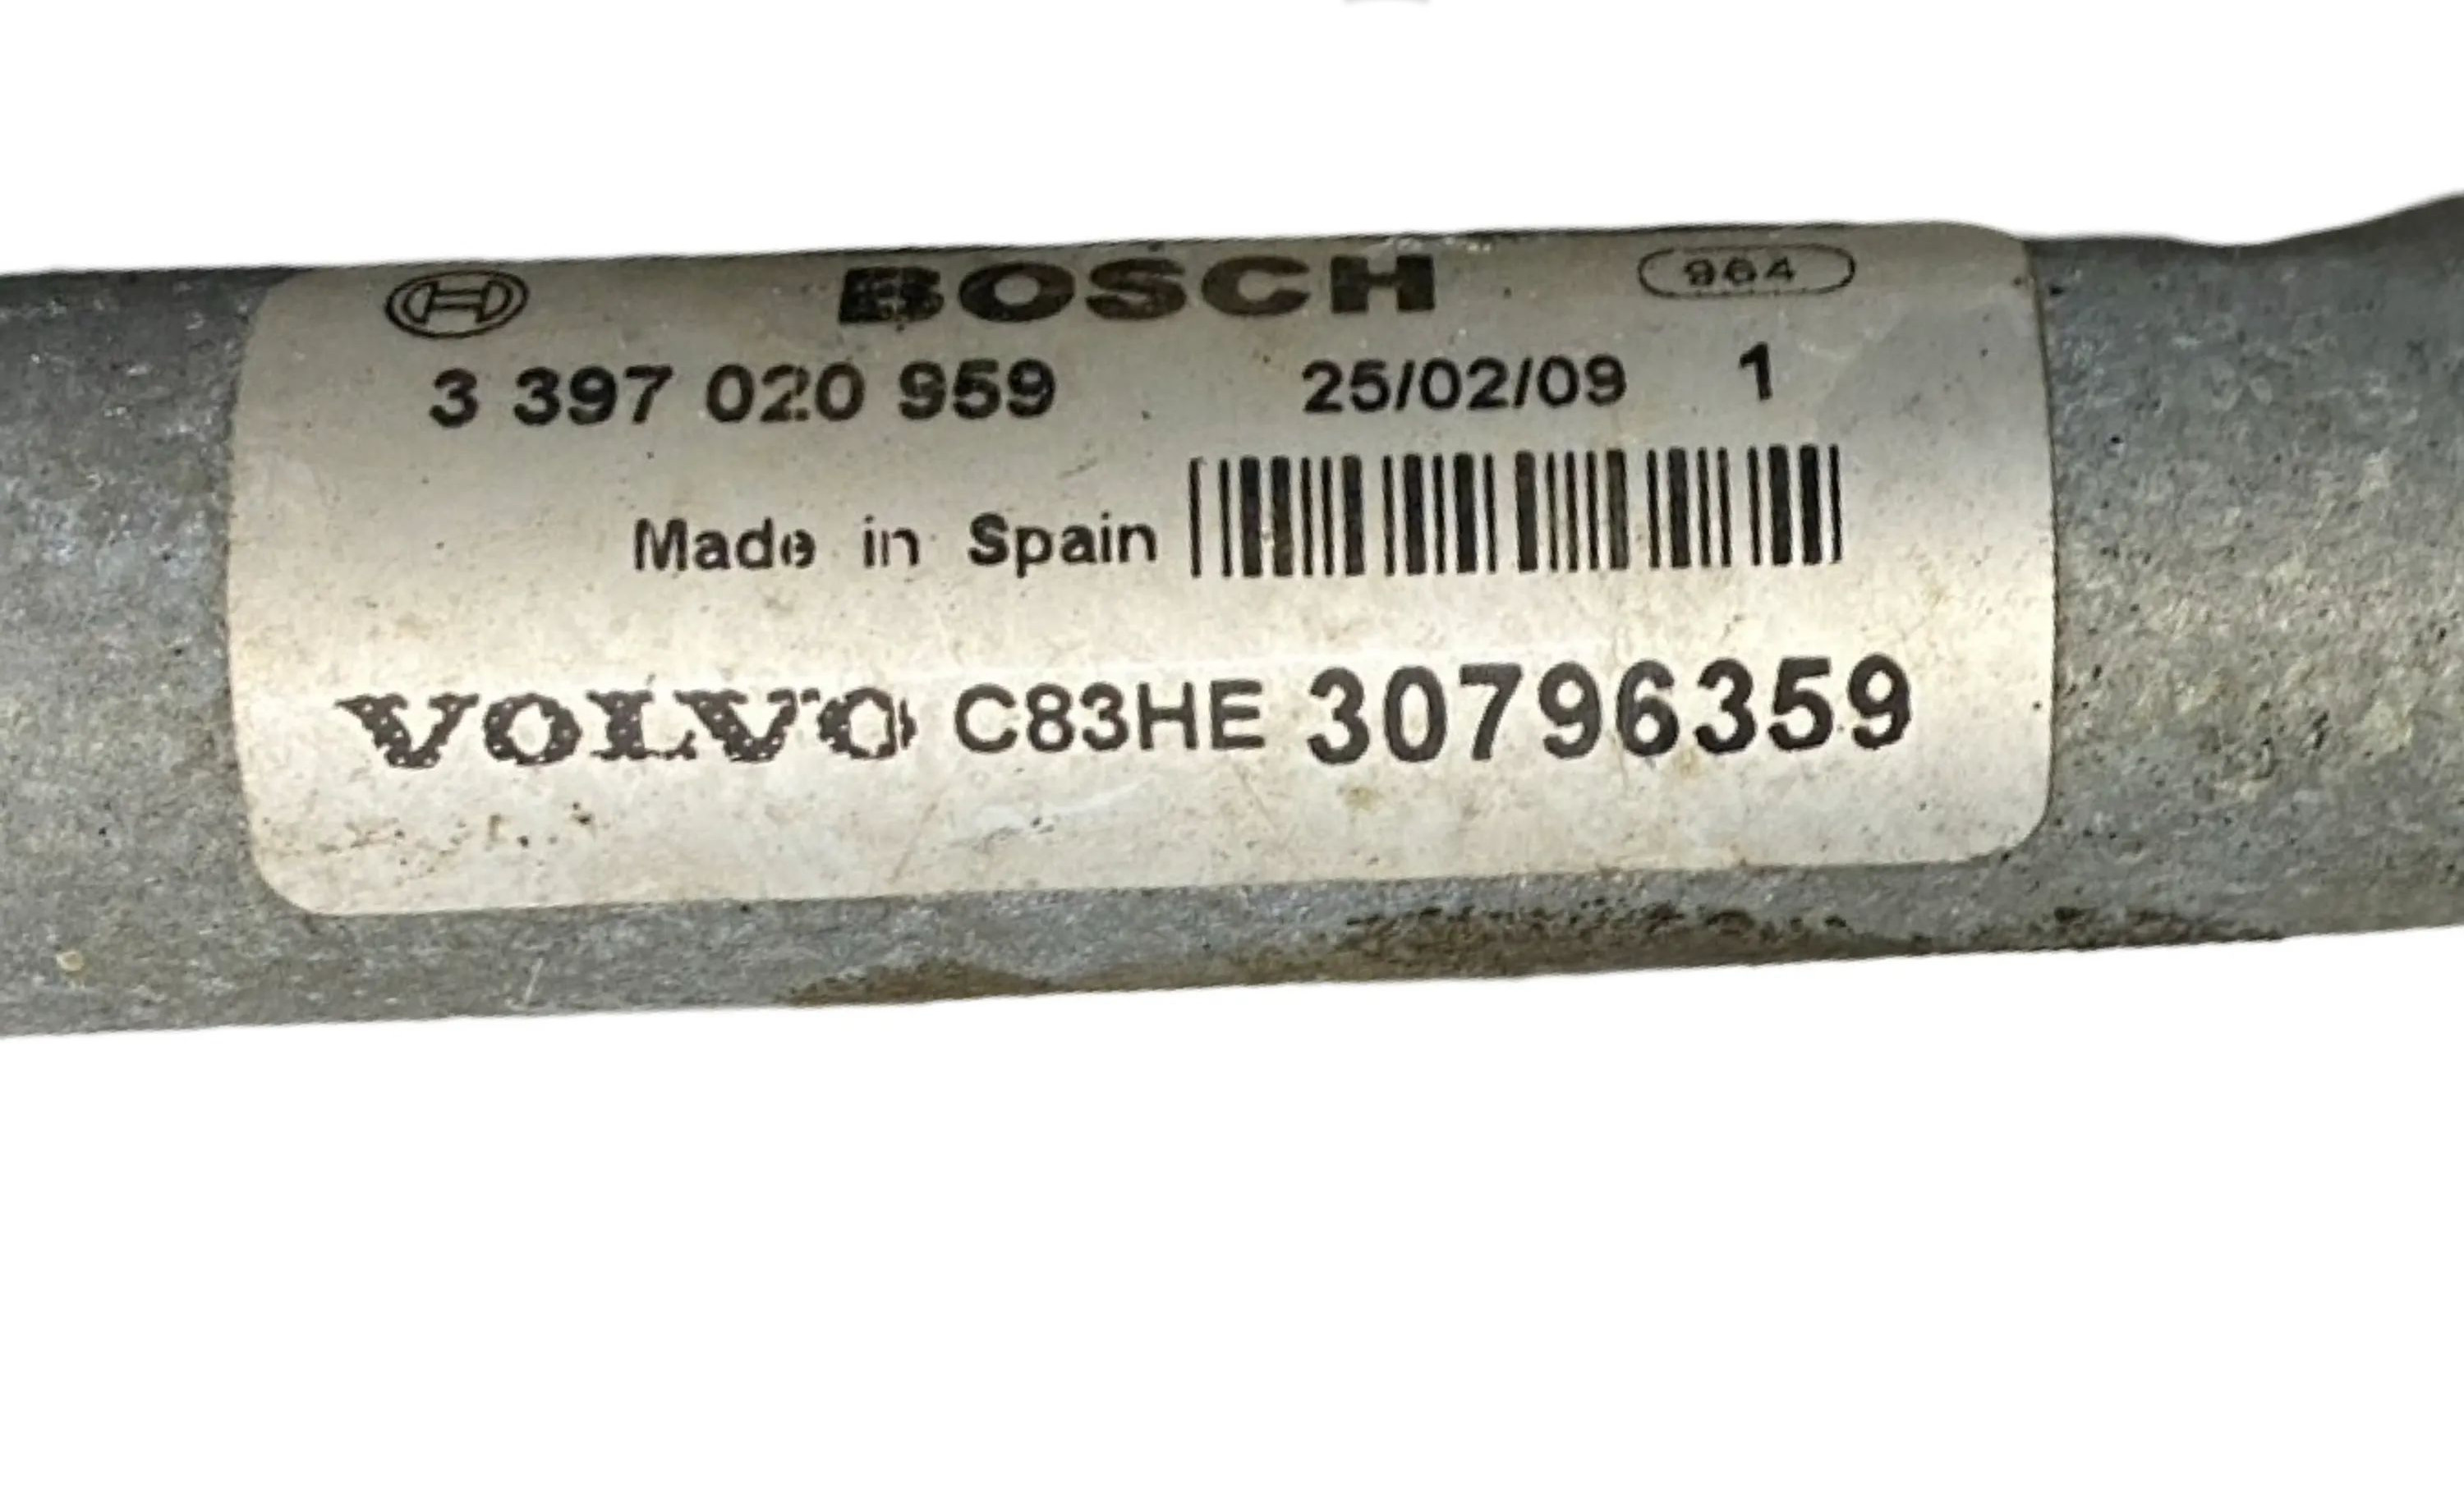 BOSCH 964
3 397 020 959 25/02/09 1
Made in Spain
VOLVO C83HE 30796359